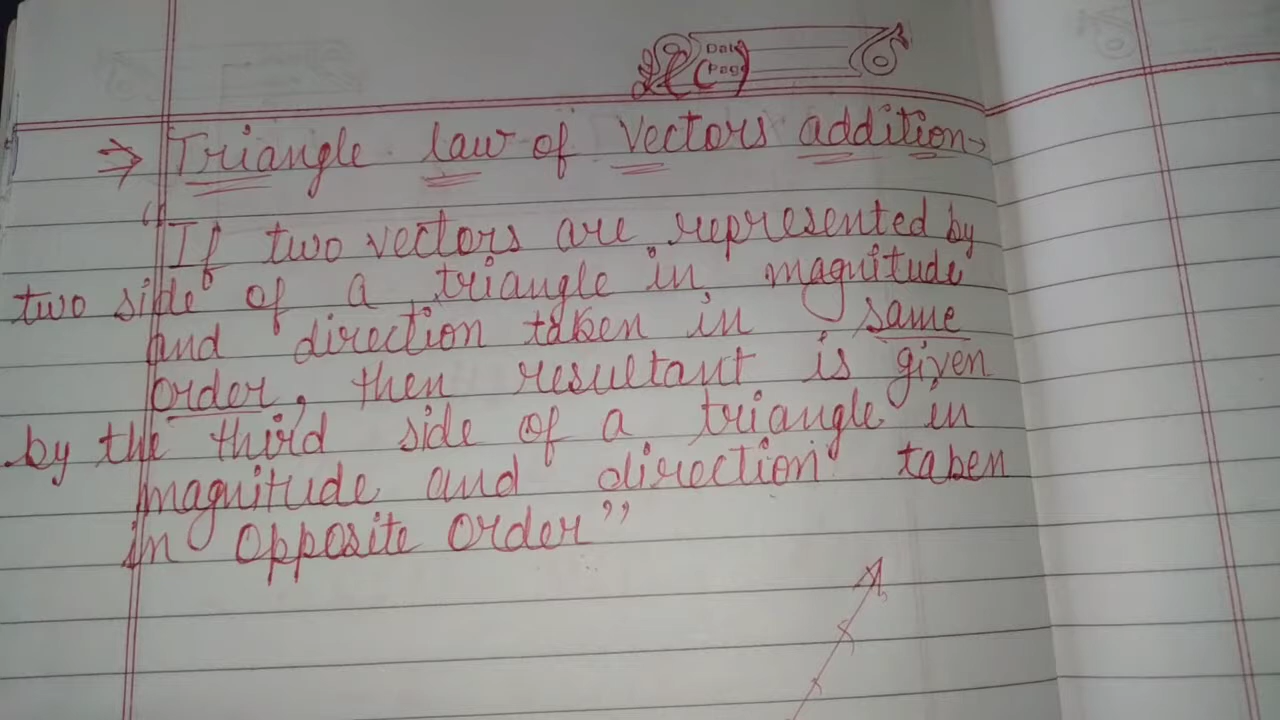 Date
Page
⇒ Triangle law of vectors addition→
"If two vectors are represented by
two side of a triangle in magnitude
and direction taken in same
order, then resultant is given
by the third side of a triangle in
magnitude and direction taken
in opposite order"